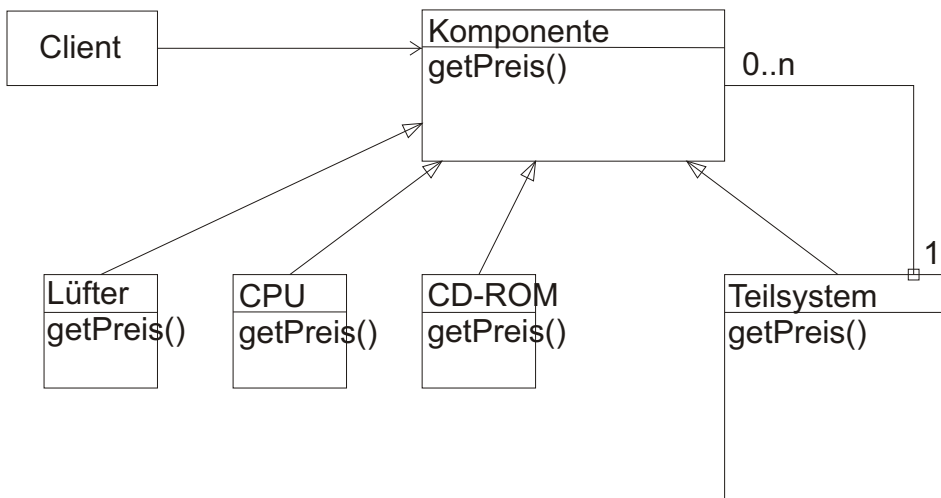 Client
Komponente
getPreis()
0..n
1
Lüfter
getPreis()
CPU
getPreis()
CD-ROM
getPreis()
Teilsystem
getPreis()